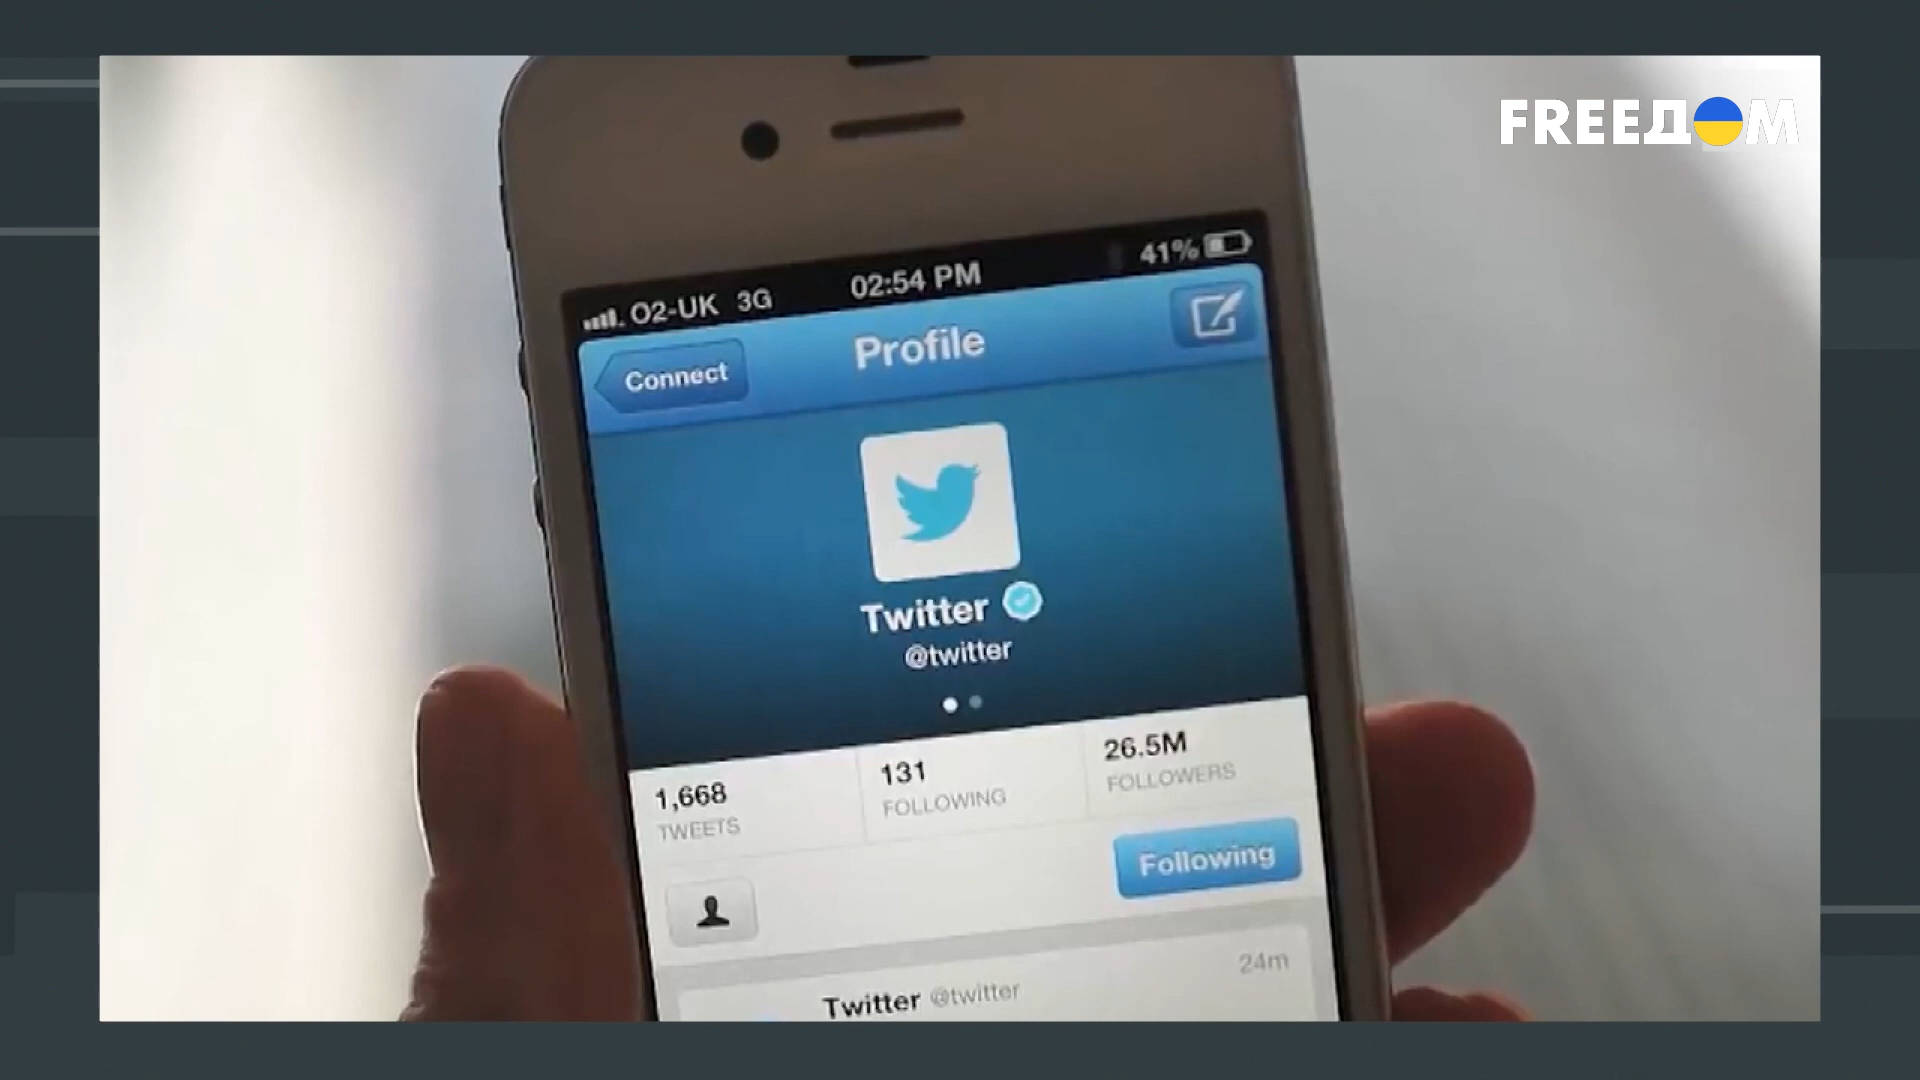 FREEДOM
O2-UK 3G 02:54 PM 41%
Connect Profile
Twitter
@twitter
1,668 131 26.5M
TWEETS FOLLOWING FOLLOWERS
Following
Twitter @twitter 24m